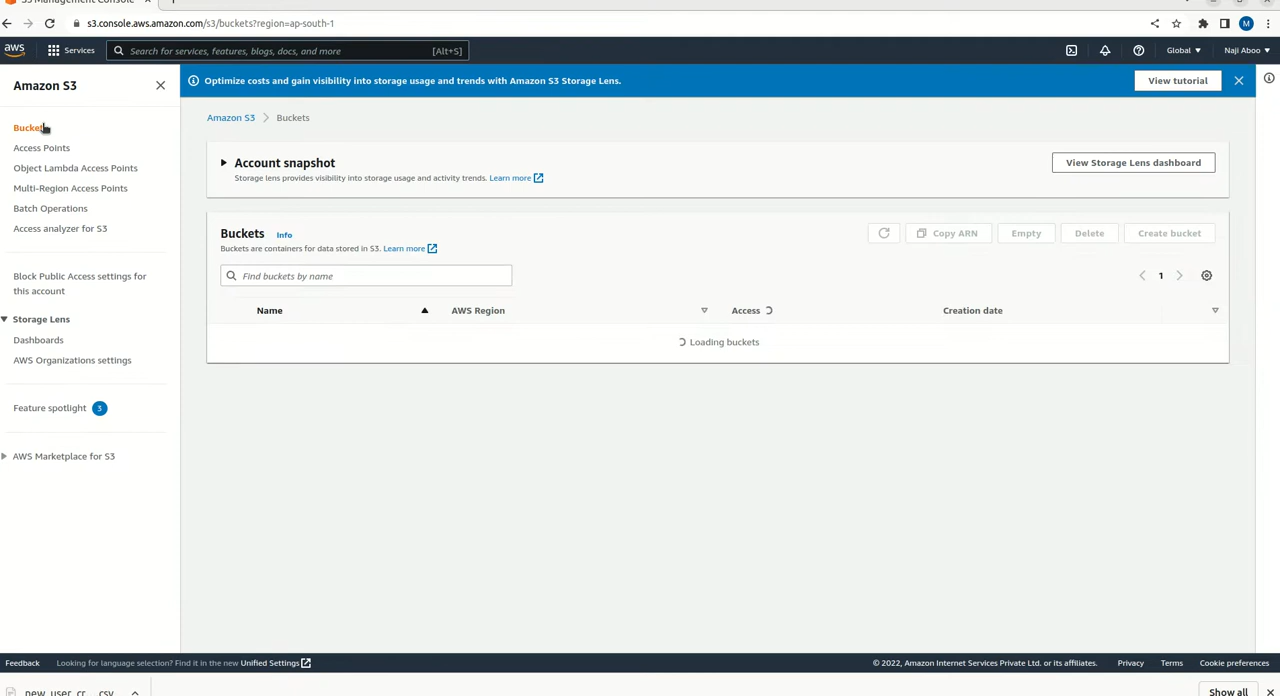 s3.console.aws.amazon.com/s3/buckets?region=ap-south-1
aws Services Search for services, features, blogs, docs, and more [Alt+S] Global Naji Aboo
Amazon S3
Buckets
Access Points
Object Lambda Access Points
Multi-Region Access Points
Batch Operations
Access analyzer for S3
Block Public Access settings for
this account
Storage Lens
Dashboards
AWS Organizations settings
Feature spotlight 3
AWS Marketplace for S3
Optimize costs and gain visibility into storage usage and trends with Amazon S3 Storage Lens. View tutorial
Amazon S3 Buckets
Account snapshot View Storage Lens dashboard
Storage lens provides visibility into storage usage and activity trends. Learn more
Buckets Info Copy ARN Empty Delete Create bucket
Buckets are containers for data stored in S3. Learn more
Find buckets by name 1
Name AWS Region Access Creation date
Loading buckets
Feedback Looking for language selection? Find it in the new Unified Settings © 2022, Amazon Internet Services Private Ltd. or its affiliates. Privacy Terms Cookie preferences
Show all